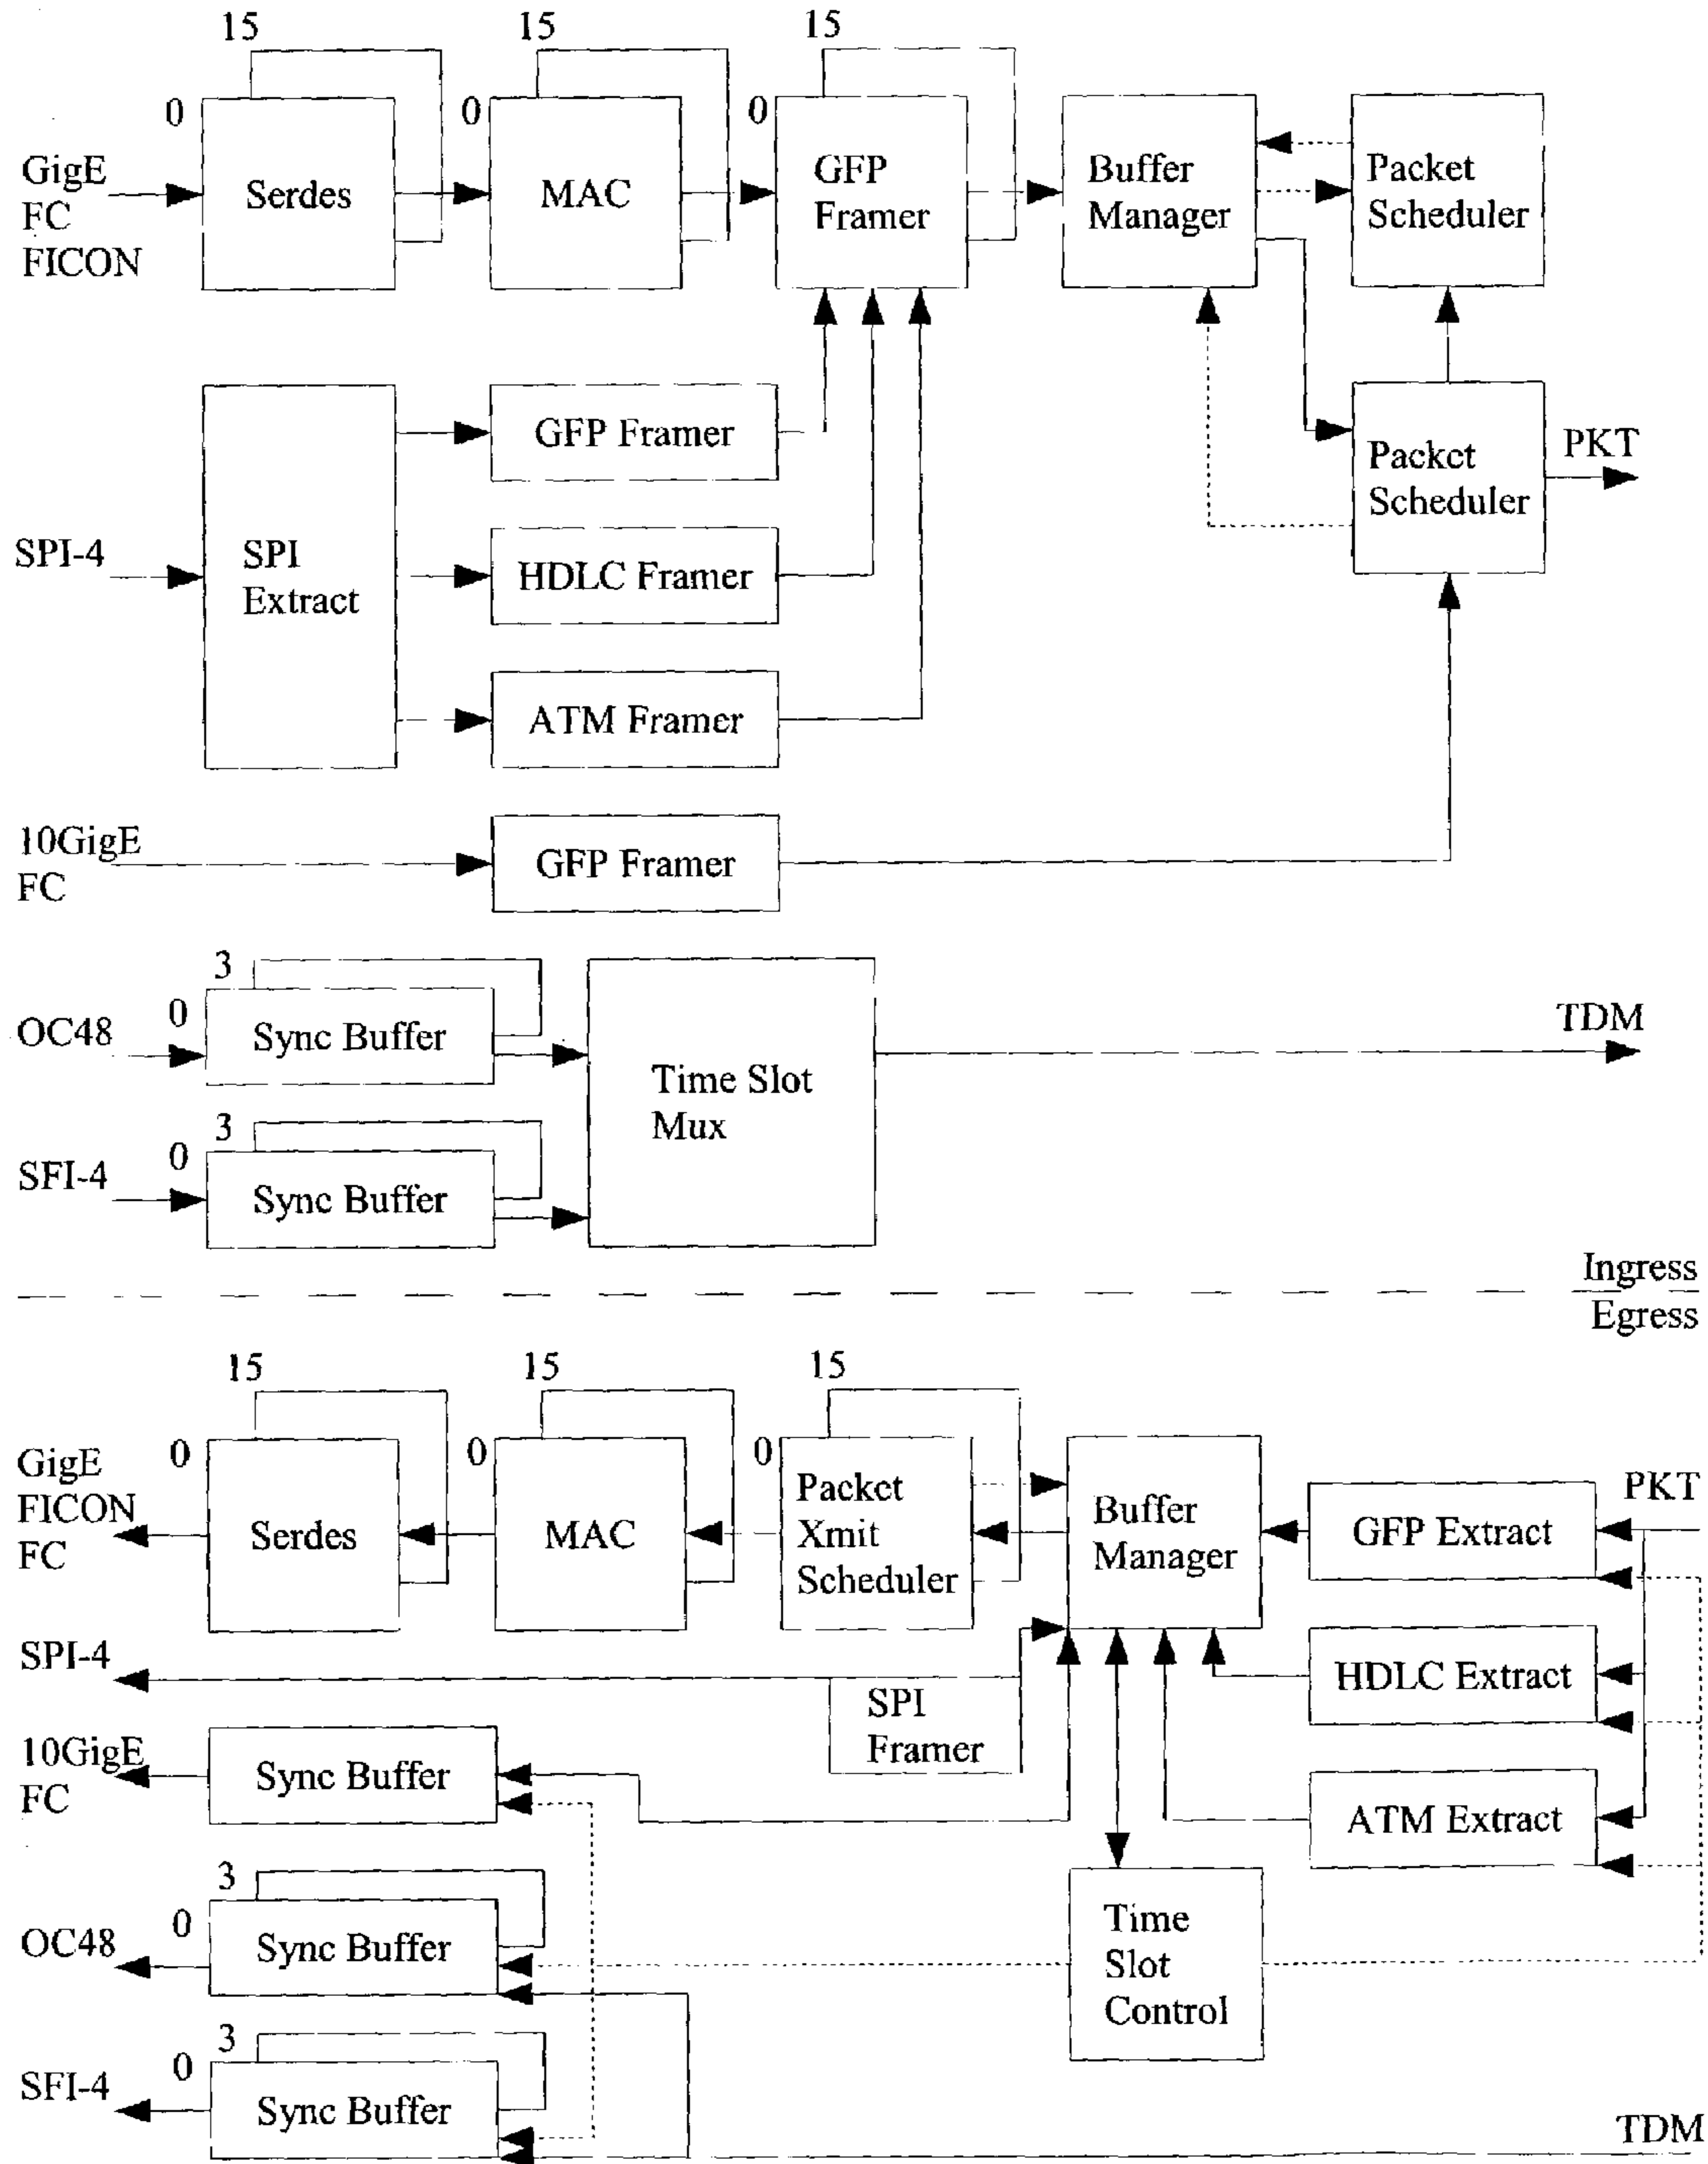 15
15
15
0
0
0
GigE
FC
FICON
Serdes
MAC
GFP
Framer
Buffer
Manager
Packet
Scheduler
GFP Framer
Packet
Scheduler
PKT
SPI-4
SPI
Extract
HDLC Framer
ATM Framer
10GigE
FC
GFP Framer
3
0
OC48
Sync Buffer
Time Slot
Mux
TDM
3
0
SFI-4
Sync Buffer
Ingress
Egress
15
15
15
0
0
0
GigE
FICON
FC
Serdes
MAC
Packet
Xmit
Scheduler
Buffer
Manager
GFP Extract
PKT
SPI-4
SPI
Framer
HDLC Extract
10GigE
FC
Sync Buffer
ATM Extract
3
0
OC48
Sync Buffer
Time
Slot
Control
3
0
SFI-4
Sync Buffer
TDM